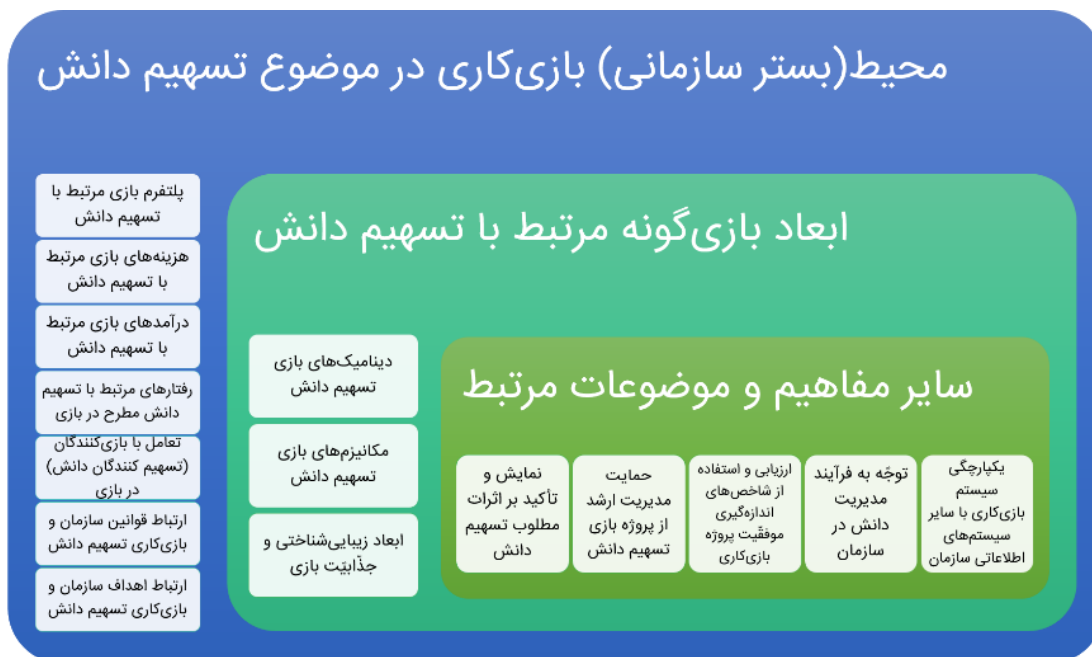 محیط(بستر سازمانی) بازی‌کاری در موضوع تسهیم دانش
پلتفرم بازی مرتبط با
تسهیم دانش
هزینه‌های بازی مرتبط
با تسهیم دانش
درآمدهای بازی مرتبط
با تسهیم دانش
رفتارهای مرتبط با تسهیم
دانش مطرح در بازی
تعامل با بازی‌کنندگان
(تسهیم کنندگان دانش)
در بازی
ارتباط قوانین سازمان و
بازی‌کاری تسهیم دانش
ارتباط اهداف سازمان و
بازی‌کاری تسهیم دانش
ابعاد بازی‌گونه مرتبط با تسهیم دانش
دینامیک‌های بازی
تسهیم دانش
مکانیزم‌های بازی
تسهیم دانش
ابعاد زیبایی‌شناختی و
جذّابیّت بازی
سایر مفاهیم و موضوعات مرتبط
یکپارچگی
سیستم
بازی‌کاری با سایر
سیستم‌های
اطلاعاتی سازمان
توجّه به فرآیند
مدیریت
دانش در
سازمان
ارزیابی و استفاده
از شاخص‌های
اندازه‌گیری
موفقیّت پروژه
بازی‌کاری
حمایت
مدیریت ارشد
از پروژه بازی
تسهیم دانش
نمایش و
تأکید بر اثرات
مطلوب تسهیم
دانش